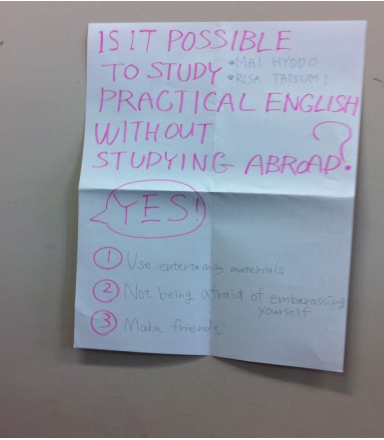 IS IT POSSIBLE
TO STUDY
• MAI HYODO
• RISA TATSUMI
PRACTICAL ENGLISH
WITHOUT
STUDYING ABROAD?
YES!
① Use entertaining materials
② Not being afraid of embarassing
yourself
③ Make friends